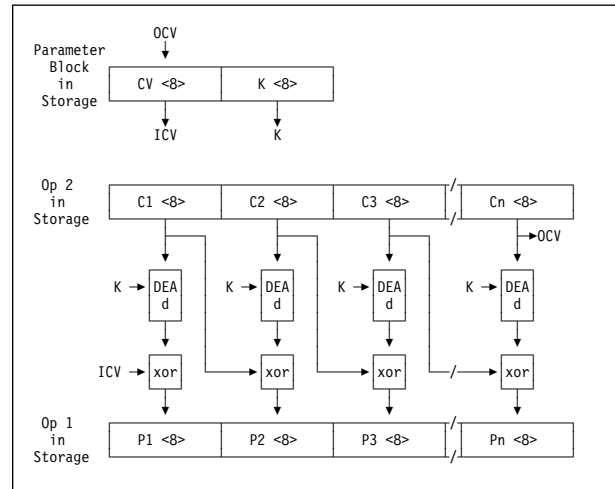 OCV
Parameter
Block
in
Storage
CV <8> K <8>
ICV K
Op 2
in
Storage
C1 <8> C2 <8> C3 <8> Cn <8>
OCV
K DEA d K DEA d K DEA d K DEA d
ICV xor xor xor xor
Op 1
in
Storage
P1 <8> P2 <8> P3 <8> Pn <8>